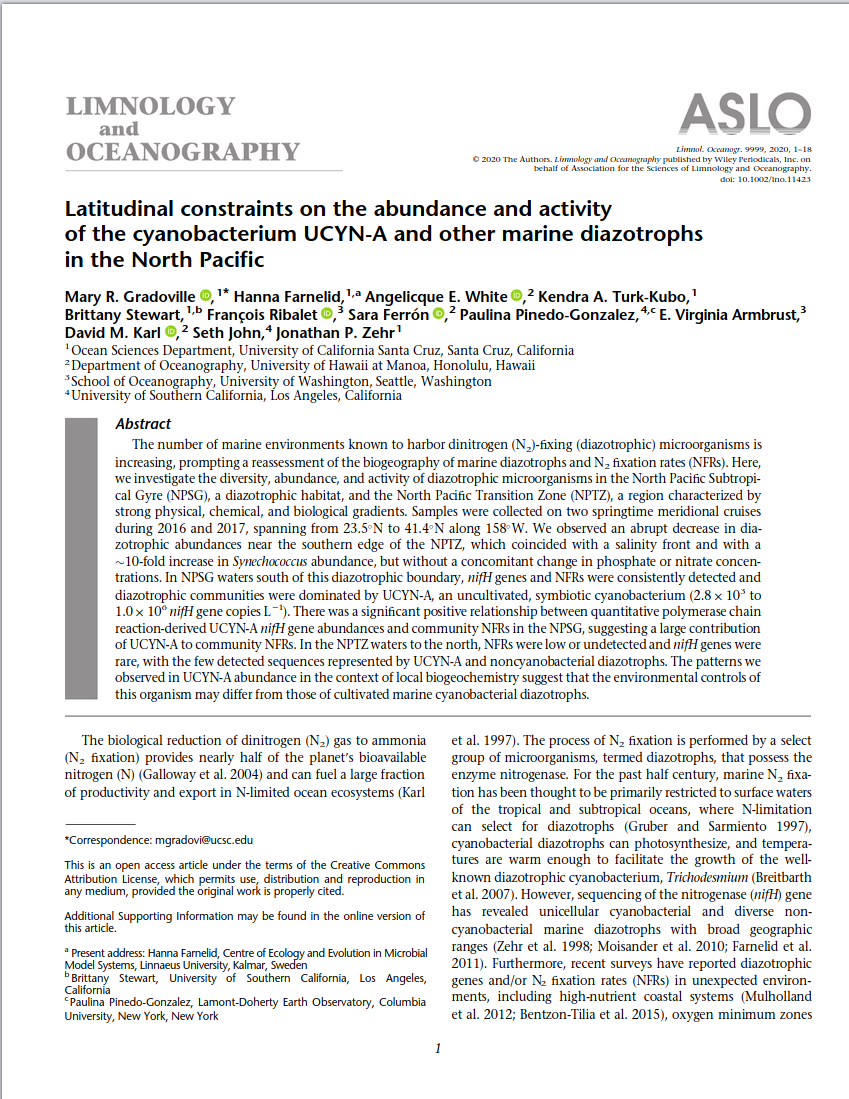 LIMNOLOGY
and
OCEANOGRAPHY
ASLO
Limnol. Oceanogr. 9999, 2020, 1–18
© 2020 The Authors. Limnology and Oceanography published by Wiley Periodicals, Inc. on
behalf of Association for the Sciences of Limnology and Oceanography.
doi: 10.1002/lno.11423
Latitudinal constraints on the abundance and activity
of the cyanobacterium UCYN-A and other marine diazotrophs
in the North Pacific
Mary R. Gradoville iD,1* Hanna Farnelid,1,a Angelicque E. White iD,2 Kendra A. Turk-Kubo,1
Brittany Stewart,1,b François Ribalet iD,3 Sara Ferrón iD,2 Paulina Pinedo-Gonzalez,4,c E. Virginia Armbrust,3
David M. Karl iD,2 Seth John,4 Jonathan P. Zehr1
1Ocean Sciences Department, University of California Santa Cruz, Santa Cruz, California
2Department of Oceanography, University of Hawaii at Manoa, Honolulu, Hawaii
3School of Oceanography, University of Washington, Seattle, Washington
4University of Southern California, Los Angeles, California
Abstract
The number of marine environments known to harbor dinitrogen (N2)-fixing (diazotrophic) microorganisms is
increasing, prompting a reassessment of the biogeography of marine diazotrophs and N2 fixation rates (NFRs). Here,
we investigate the diversity, abundance, and activity of diazotrophic microorganisms in the North Pacific Subtropi-
cal Gyre (NPSG), a diazotrophic habitat, and the North Pacific Transition Zone (NPTZ), a region characterized by
strong physical, chemical, and biological gradients. Samples were collected on two springtime meridional cruises
during 2016 and 2017, spanning from 23.5°N to 41.4°N along 158°W. We observed an abrupt decrease in dia-
zotrophic abundances near the southern edge of the NPTZ, which coincided with a salinity front and with a
~10-fold increase in Synechococcus abundance, but without a concomitant change in phosphate or nitrate concen-
trations. In NPSG waters south of this diazotrophic boundary, nifH genes and NFRs were consistently detected and
diazotrophic communities were dominated by UCYN-A, an uncultivated, symbiotic cyanobacterium (2.8 × 10³ to
1.0 × 10⁶ nifH gene copies L⁻¹). There was a significant positive relationship between quantitative polymerase chain
reaction-derived UCYN-A nifH gene abundances and community NFRs in the NPSG, suggesting a large contribution
of UCYN-A to community NFRs. In the NPTZ waters to the north, NFRs were low or undetected and nifH genes were
rare, with the few detected sequences represented by UCYN-A and noncyanobacterial diazotrophs. The patterns we
observed in UCYN-A abundance in the context of local biogeochemistry suggest that the environmental controls of
this organism may differ from those of cultivated marine cyanobacterial diazotrophs.
The biological reduction of dinitrogen (N2) gas to ammonia
(N2 fixation) provides nearly half of the planet's bioavailable
nitrogen (N) (Galloway et al. 2004) and can fuel a large fraction
of productivity and export in N-limited ocean ecosystems (Karl
*Correspondence: mgradovi@ucsc.edu
This is an open access article under the terms of the Creative Commons
Attribution License, which permits use, distribution and reproduction in
any medium, provided the original work is properly cited.
Additional Supporting Information may be found in the online version of
this article.
a Present address: Hanna Farnelid, Centre of Ecology and Evolution in Microbial
Model Systems, Linnaeus University, Kalmar, Sweden
b Brittany Stewart, University of Southern California, Los Angeles,
California
c Paulina Pinedo-Gonzalez, Lamont-Doherty Earth Observatory, Columbia
University, New York, New York
et al. 1997). The process of N2 fixation is performed by a select
group of microorganisms, termed diazotrophs, that possess the
enzyme nitrogenase. For the past half century, marine N2 fixa-
tion has been thought to be primarily restricted to surface waters
of the tropical and subtropical oceans, where N-limitation
can select for diazotrophs (Gruber and Sarmiento 1997),
cyanobacterial diazotrophs can photosynthesize, and tempera-
tures are warm enough to facilitate the growth of the well-
known diazotrophic cyanobacterium, Trichodesmium (Breitbarth
et al. 2007). However, sequencing of the nitrogenase (nifH) gene
has revealed unicellular cyanobacterial and diverse non-
cyanobacterial marine diazotrophs with broad geographic
ranges (Zehr et al. 1998; Moisander et al. 2010; Farnelid et al.
2011). Furthermore, recent surveys have reported diazotrophic
genes and/or N2 fixation rates (NFRs) in unexpected environ-
ments, including high-nutrient coastal systems (Mulholland
et al. 2012; Bentzon-Tilia et al. 2015), oxygen minimum zones
1